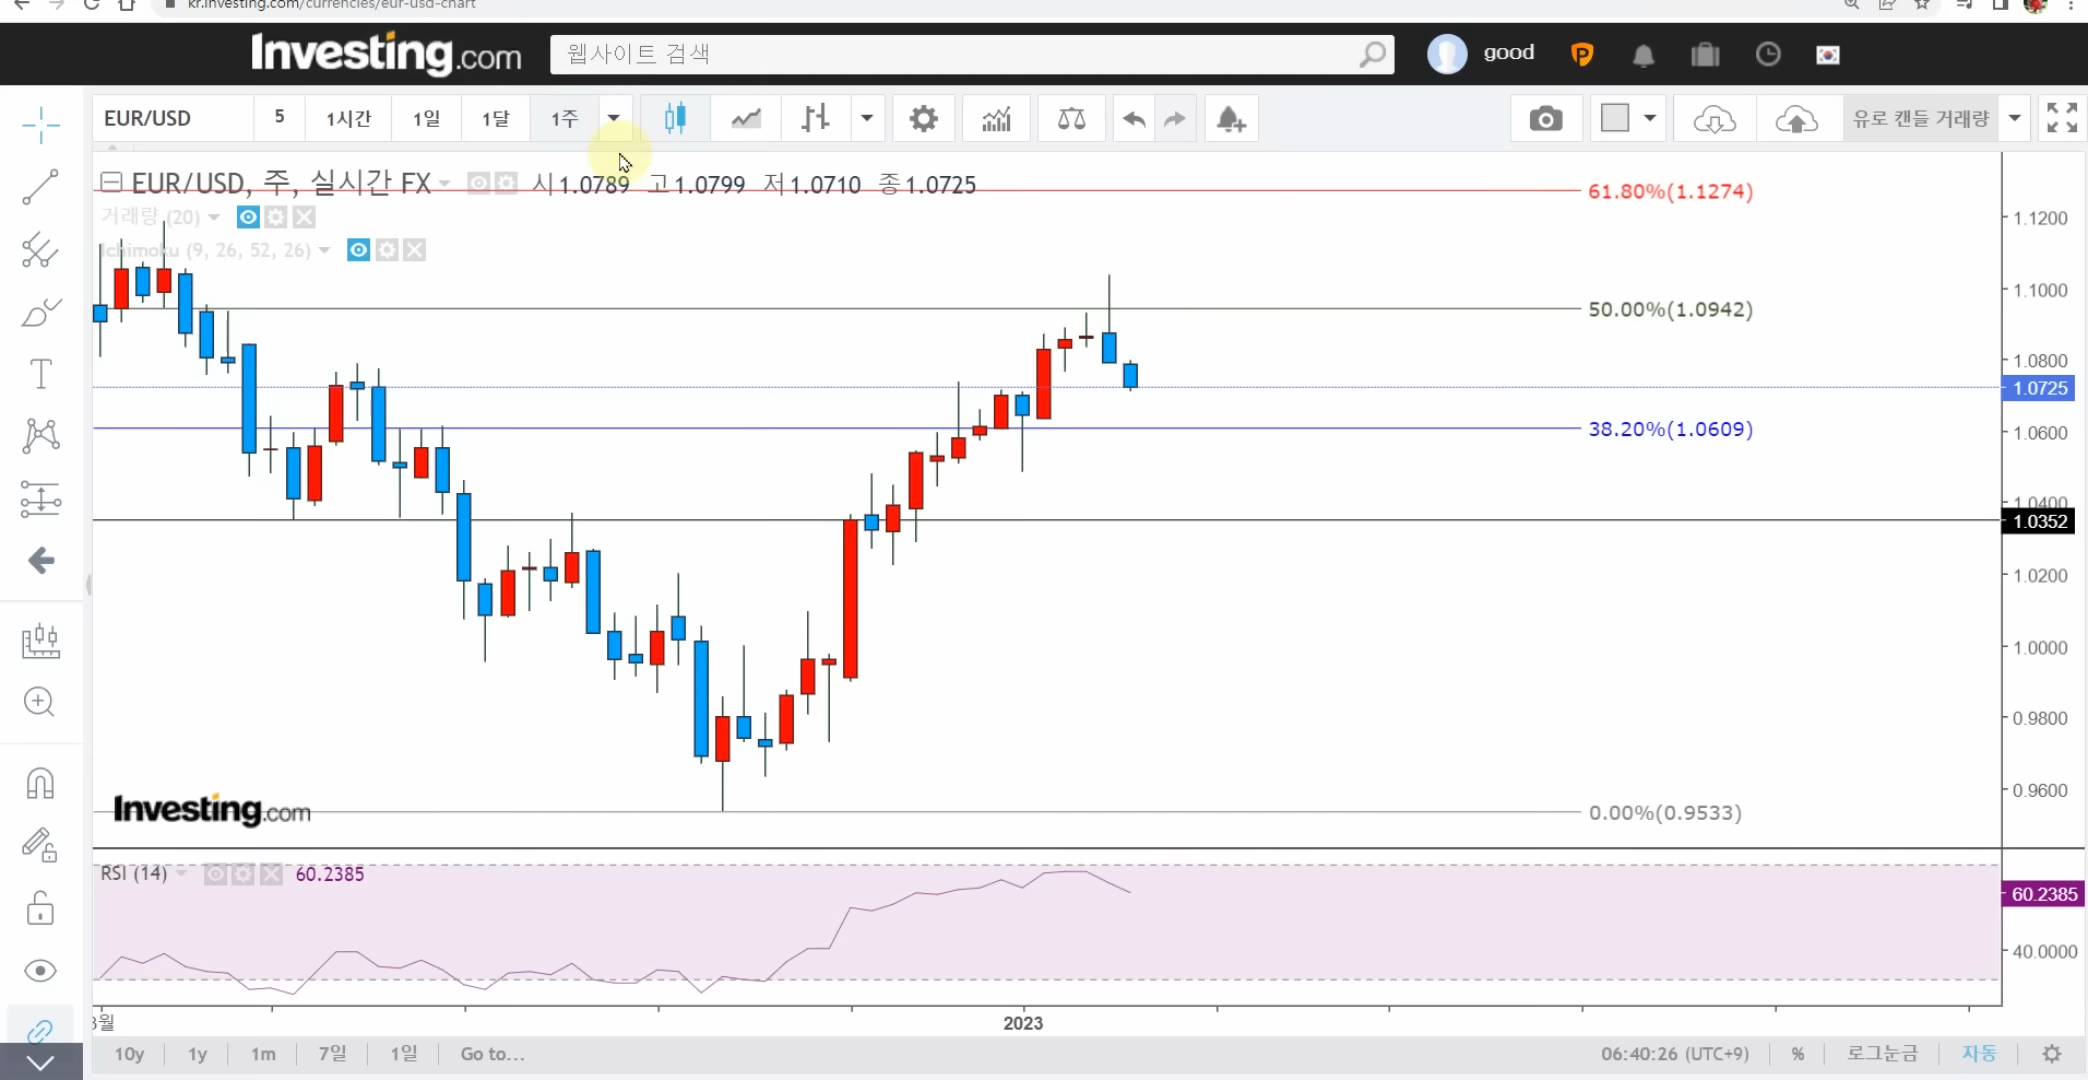 kr.investing.com/currencies/eur-usd-chart
Investing.com 웹사이트 검색 good
EUR/USD 5 1시간 1일 1달 1주 유로 캔들 거래량
EUR/USD, 주, 실시간 FX 시1.0789 고1.0799 저1.0710 종1.0725
거래량 (20)
Ichimoku (9, 26, 52, 26)
61.80%(1.1274)
1.1200
1.1000
50.00%(1.0942)
1.0800
1.0725
38.20%(1.0609)
1.0600
1.0400
1.0352
1.0200
1.0000
0.9800
0.9600
Investing.com
0.00%(0.9533)
RSI (14) 60.2385
60.2385
40.0000
2023
10y 1y 1m 7일 1일 Go to... 06:40:26 (UTC+9) % 로그눈금 자동